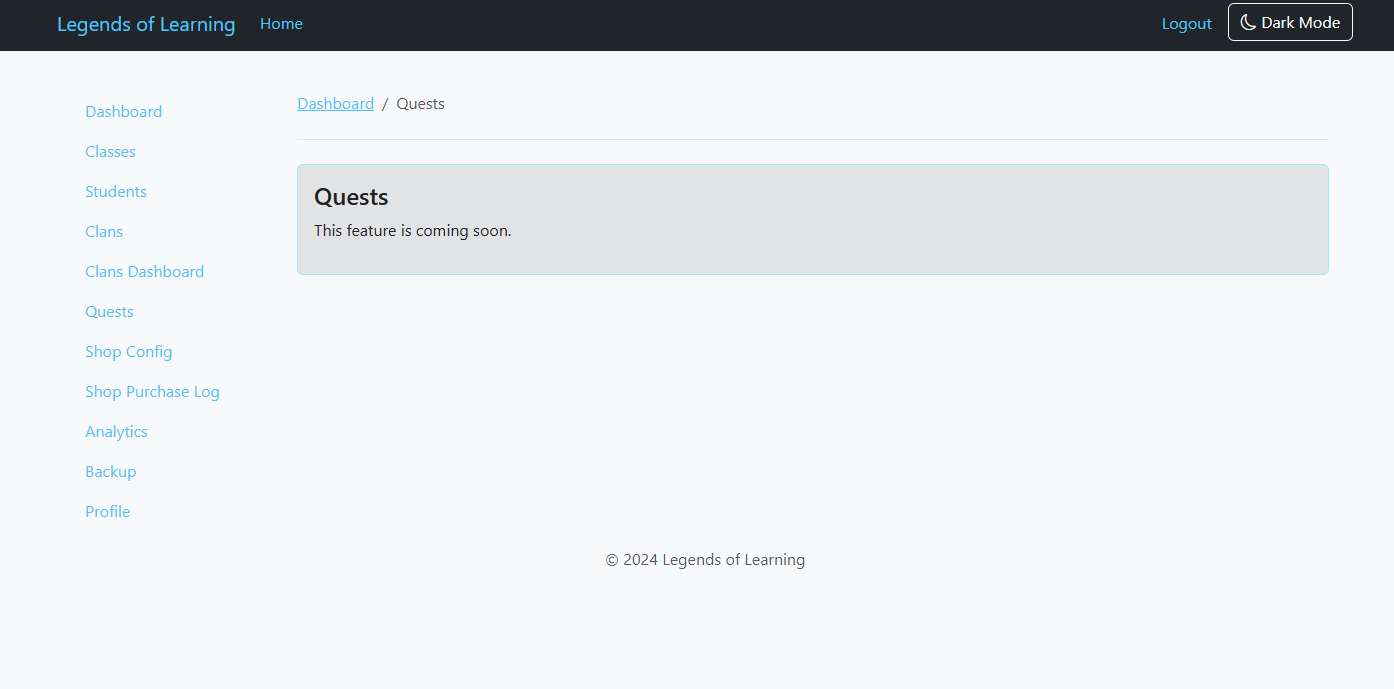 Legends of Learning Home Logout Dark Mode
Dashboard
Classes
Students
Clans
Clans Dashboard
Quests
Shop Config
Shop Purchase Log
Analytics
Backup
Profile
Dashboard / Quests
Quests
This feature is coming soon.
© 2024 Legends of Learning